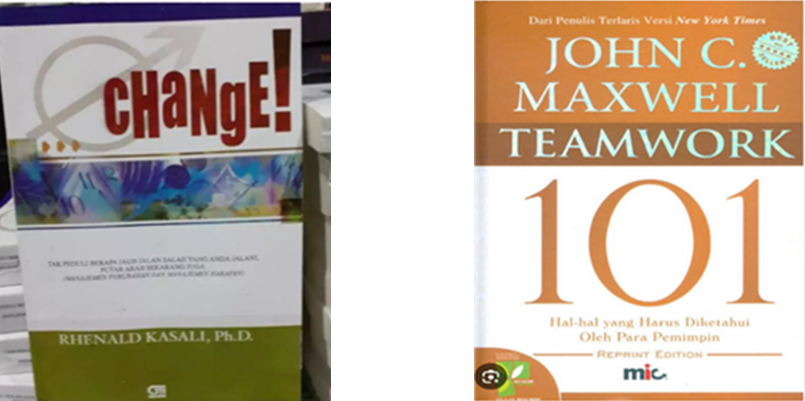 CHaNgE!
TAK PEDULI BERAPA JAUH JALAN SALAH YANG ANDA JALANI,
PUTAR ARAH SEKARANG JUGA.
(MANAJEMEN PERUBAHAN DAN MANAJEMEN HARAPAN)
RHENALD KASALI, Ph.D.
Dari Penulis Terlaris Versi New York Times
JOHN C.
MAXWELL
TEAMWORK
101
Hal-hal yang Harus Diketahui
Oleh Para Pemimpin
REPRINT EDITION
mic